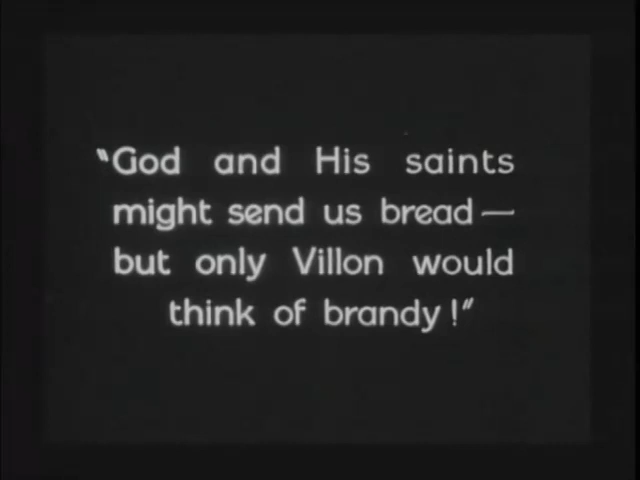 "God and His saints
might send us bread—
but only Villon would
think of brandy!"